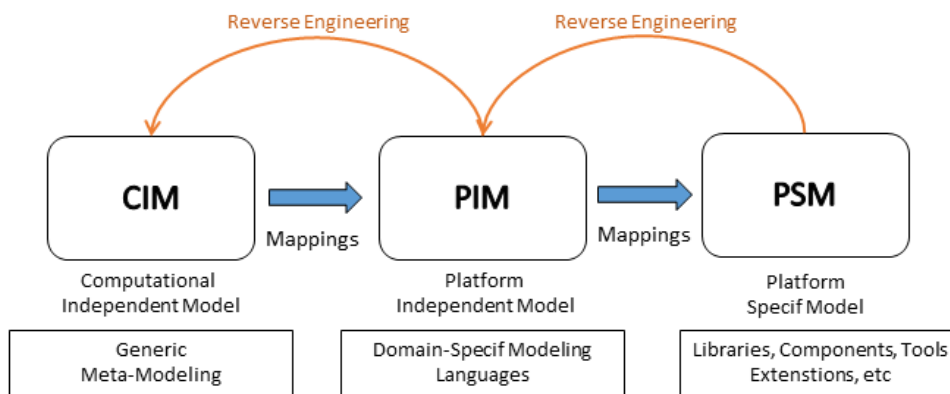 Reverse Engineering
Reverse Engineering
CIM
PIM
PSM
Mappings
Mappings
Computational
Independent Model
Platform
Independent Model
Platform
Specif Model
Generic
Meta-Modeling
Domain-Specif Modeling
Languages
Libraries, Components, Tools
Extenstions, etc